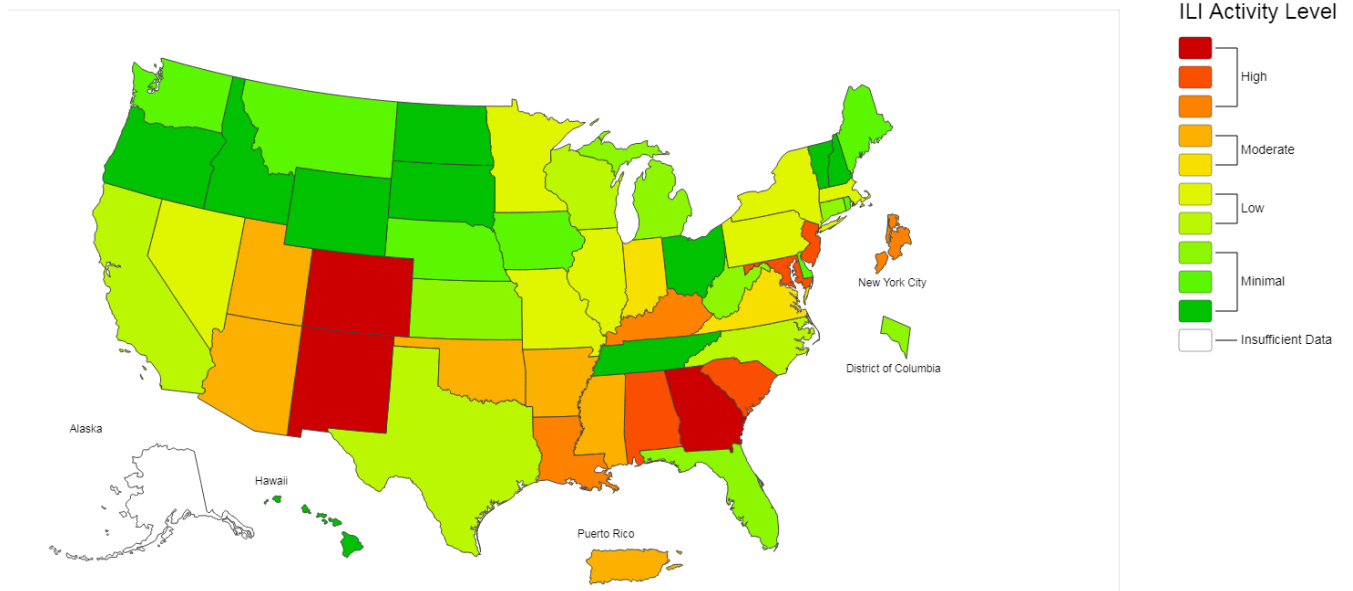 ILI Activity Level
High
Moderate
Low
Minimal
Insufficient Data
New York City
District of Columbia
Alaska
Hawaii
Puerto Rico